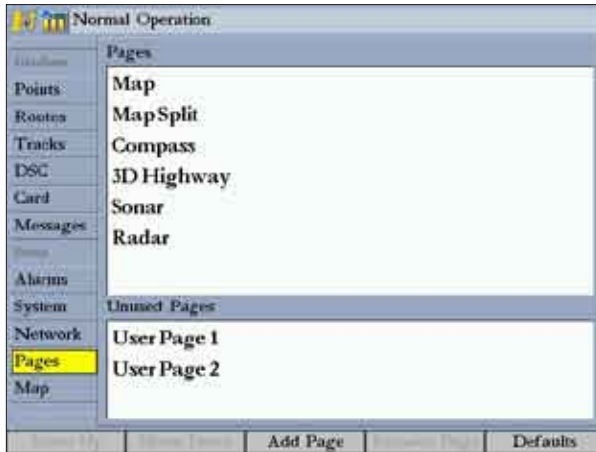 Normal Operation
Pages
Points
Routes
Tracks
DSC
Card
Messages
Alarms
System
Network
Pages
Map
Map
Map Split
Compass
3D Highway
Sonar
Radar
Unused Pages
User Page 1
User Page 2
Add Page
Defaults